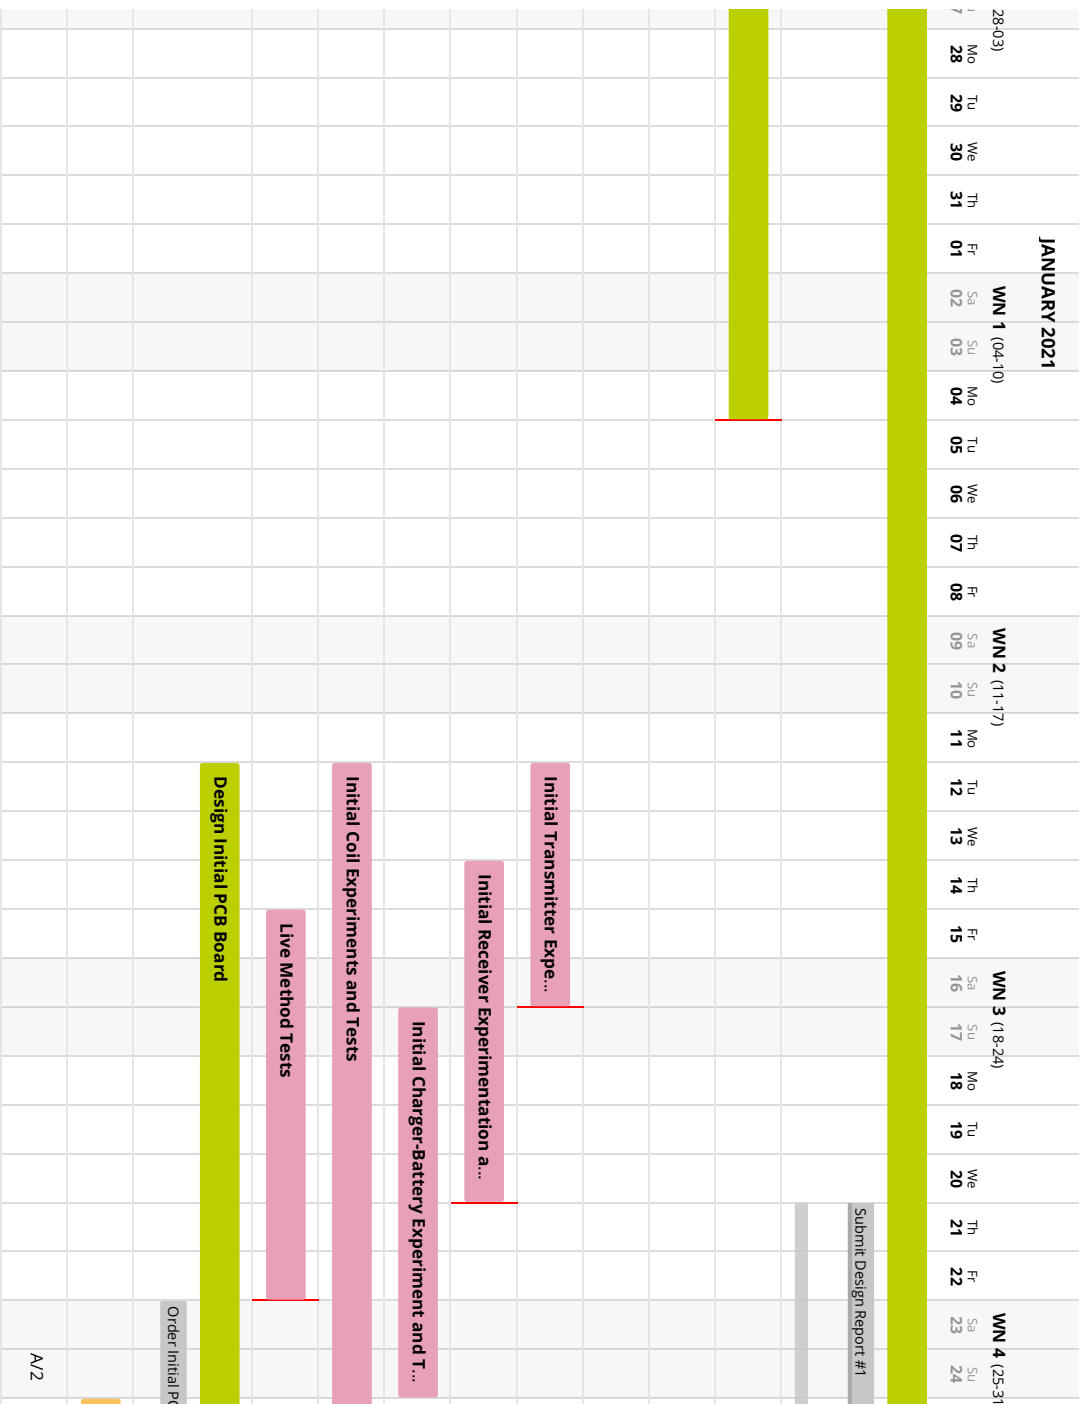 JANUARY 2021
28-03)
WN 1 (04-10)
WN 2 (11-17)
WN 3 (18-24)
WN 4 (25-31
Mo Tu We Th Fr Sa Su Mo Tu We Th Fr Sa Su Mo Tu We Th Fr Sa Su Mo Tu We Th Fr Sa Su
28 29 30 31 01 02 03 04 05 06 07 08 09 10 11 12 13 14 15 16 17 18 19 20 21 22 23 24
Submit Design Report #1
Initial Transmitter Expe...
Initial Receiver Experimentation a...
Initial Charger-Battery Experiment and T...
Initial Coil Experiments and Tests
Live Method Tests
Design Initial PCB Board
Order Initial PC
A/2